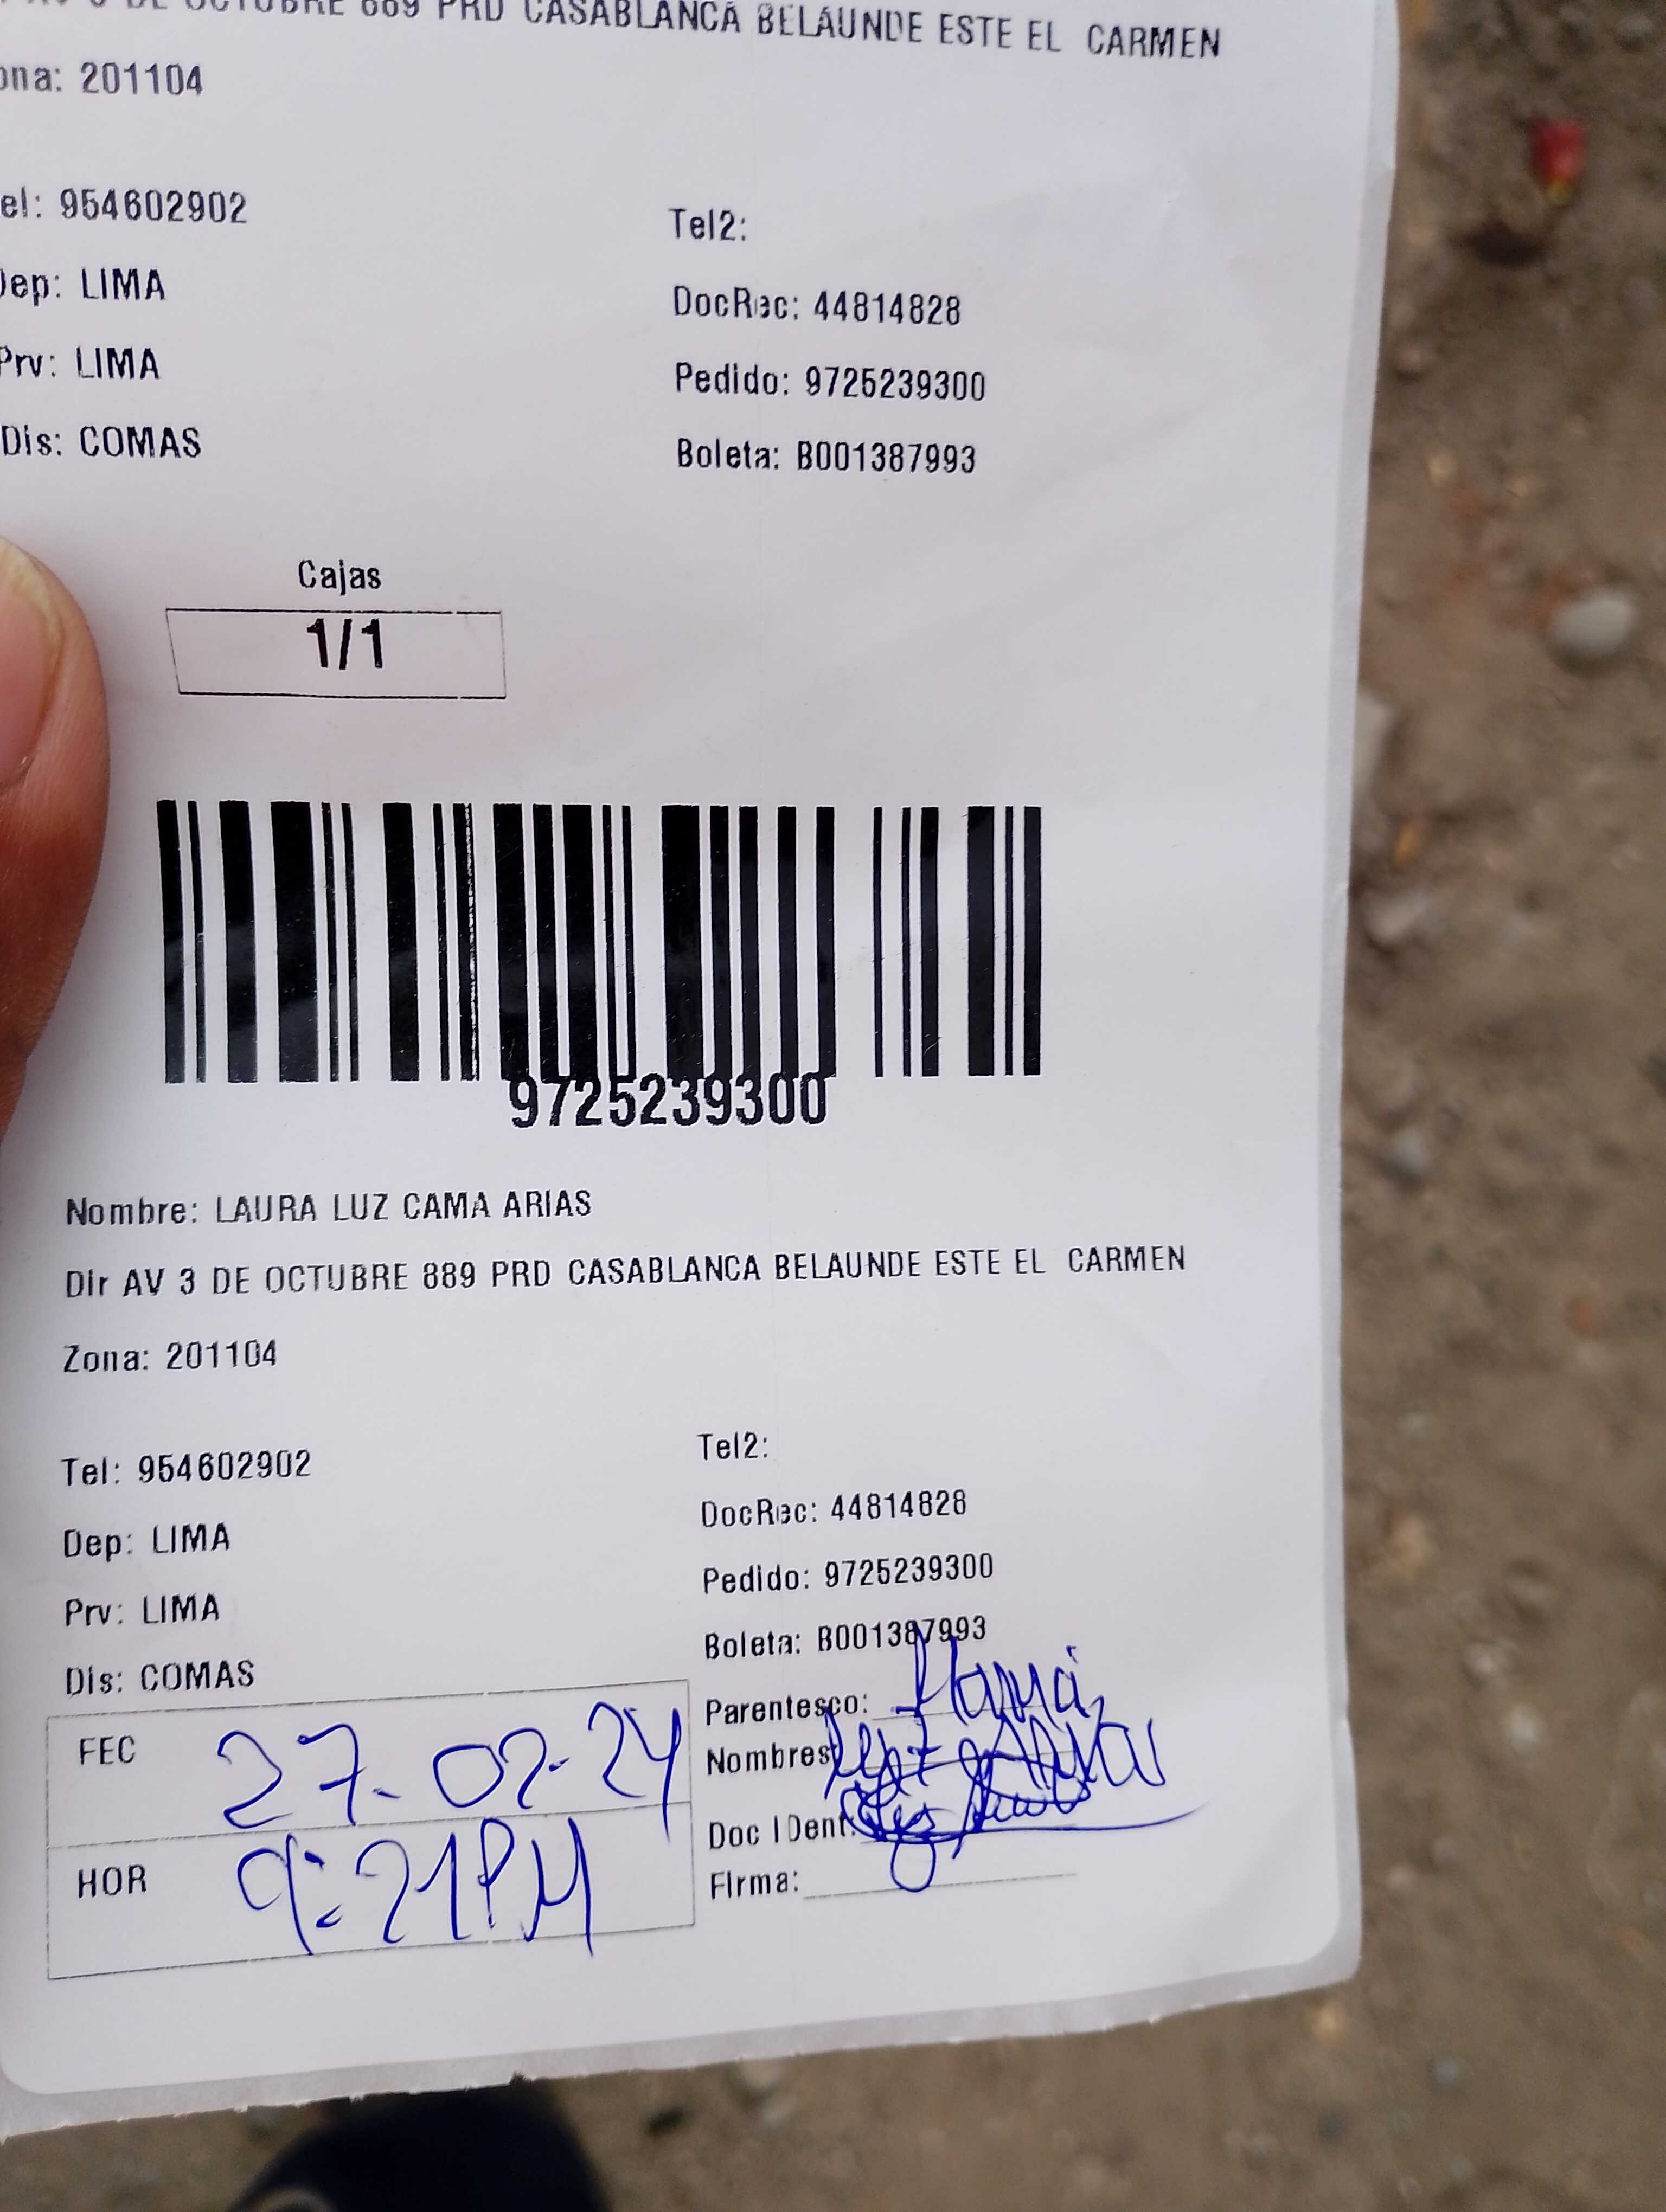 OCTUBRE 889 PRD CASABLANCA BELAUNDE ESTE EL CARMEN
ona: 201104
el: 954602902
Tel2:
Dep: LIMA
DocRec: 44814828
Prv: LIMA
Pedido: 9725239300
Dis: COMAS
Boleta: B001387993
Cajas
1/1
9725239300
Nombre: LAURA LUZ CAMA ARIAS
Dir AV 3 DE OCTUBRE 889 PRD CASABLANCA BELAUNDE ESTE EL CARMEN
Zona: 201104
Tel: 954602902
Tel2:
Dep: LIMA
DocRec: 44814828
Prv: LIMA
Pedido: 9725239300
Dis: COMAS
Boleta: B001387993
Parentesco:
FEC 27-02-24
Nombres
Doc IDent:
HOR 9:21PM
Firma: